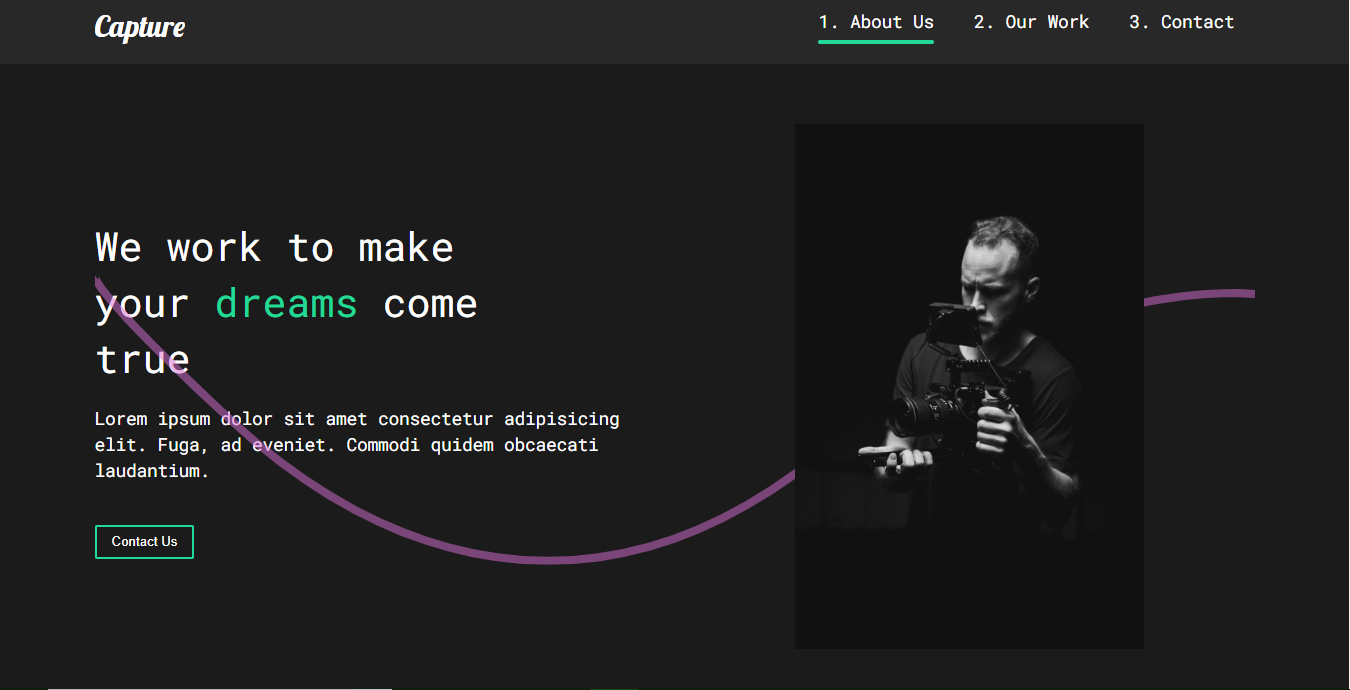 Capture
1. About Us
2. Our Work
3. Contact
We work to make
your dreams come
true
Lorem ipsum dolor sit amet consectetur adipisicing
elit. Fuga, ad eveniet. Commodi quidem obcaecati
laudantium.
Contact Us